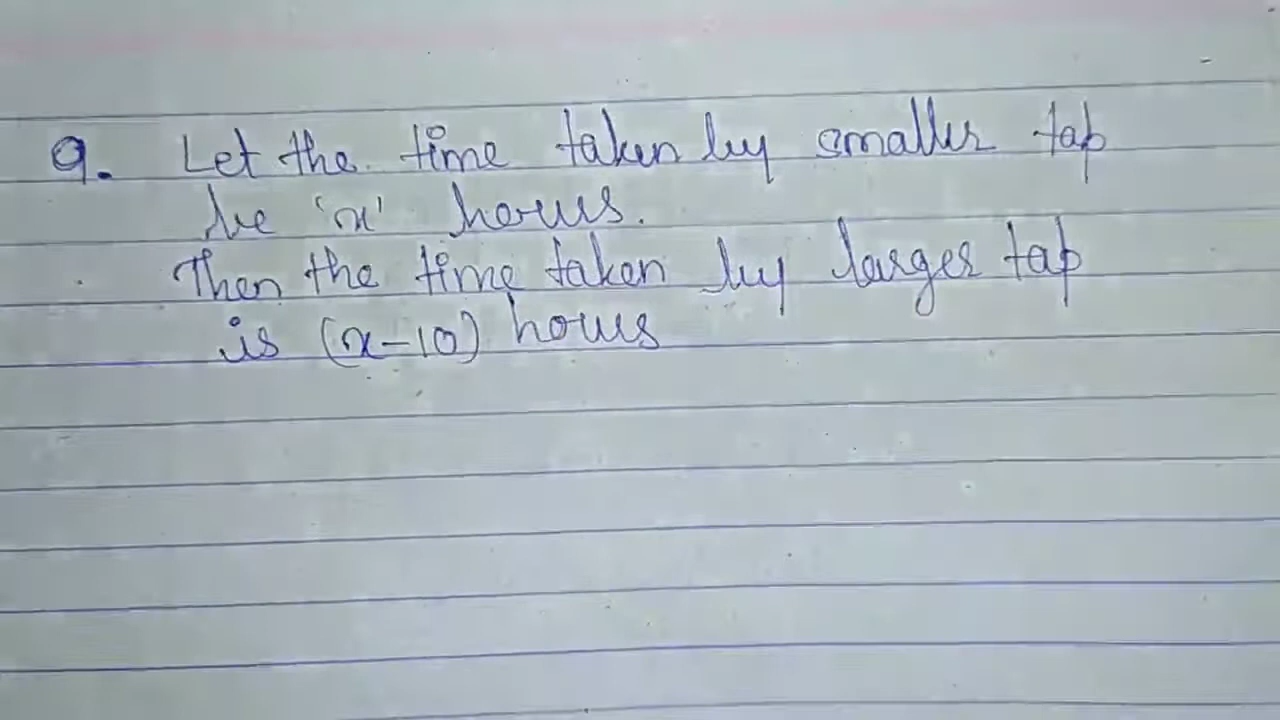 9. Let the time taken by smaller tap
be 'x' hours.
Then the time taken by larger tap
is (x-10) hours